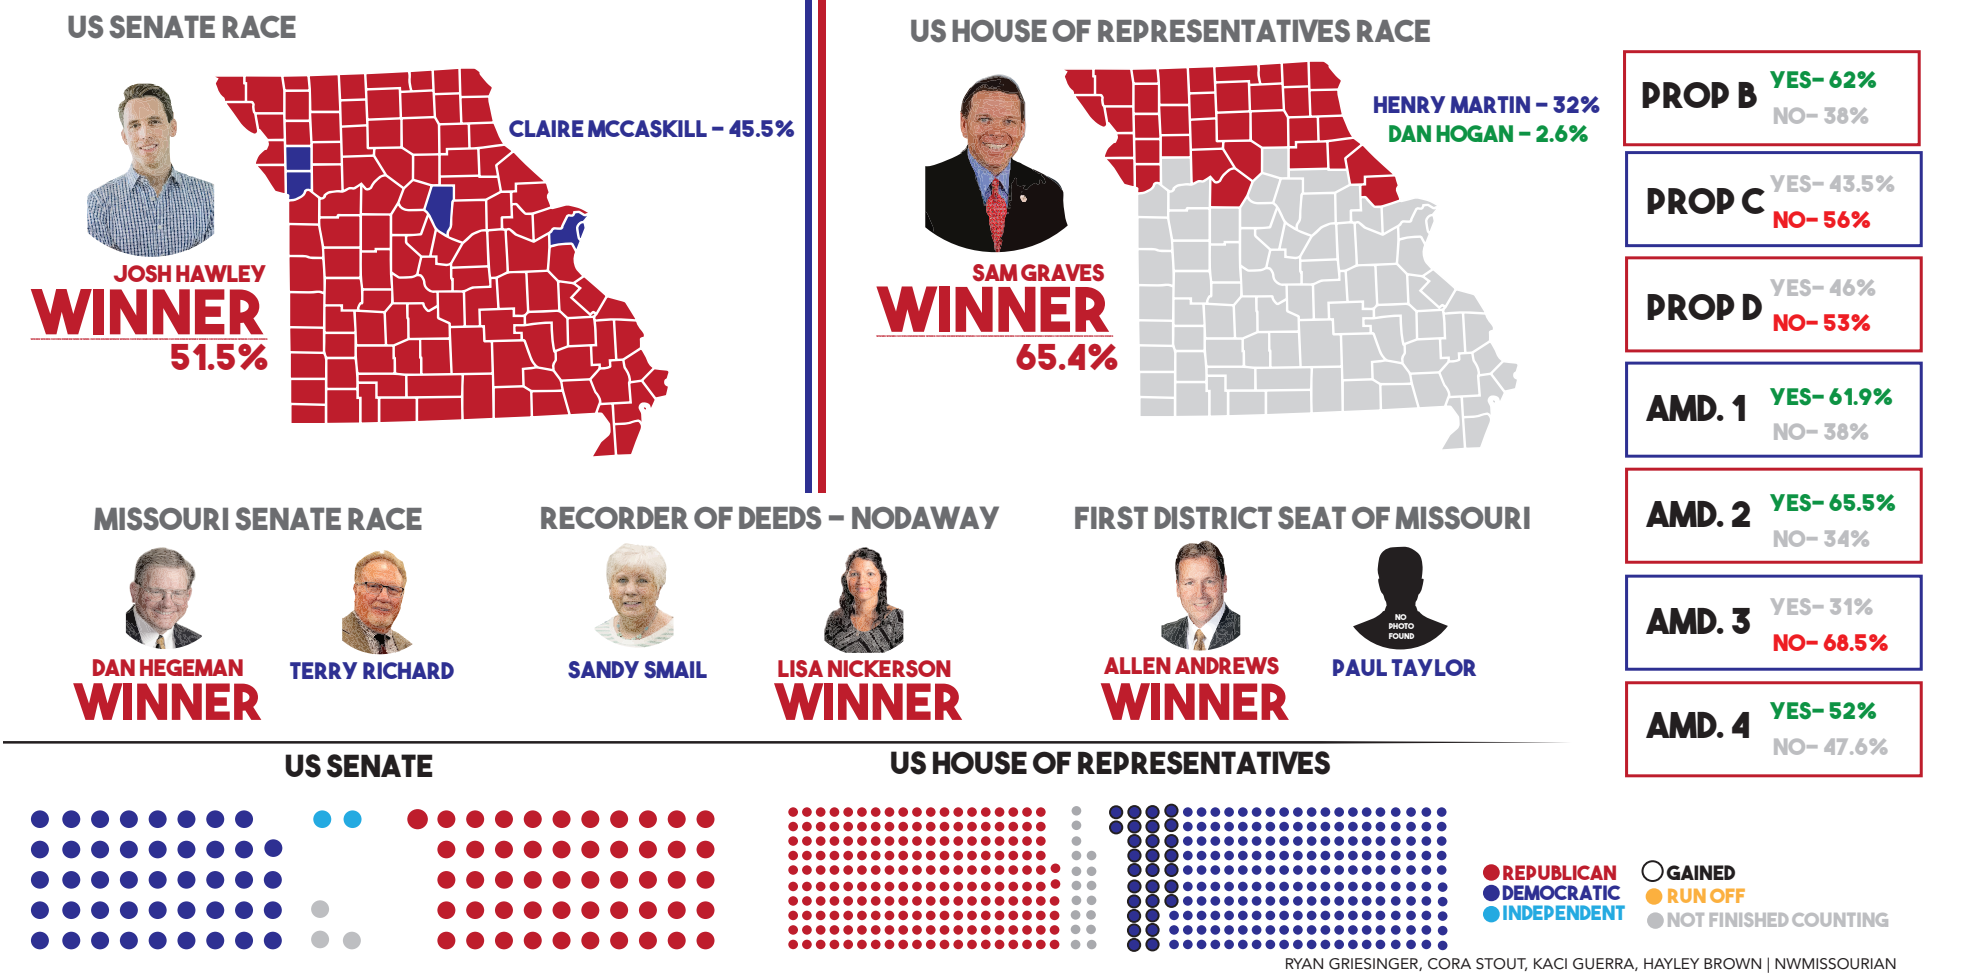 US SENATE RACE
CLAIRE MCCASKILL – 45.5%
JOSH HAWLEY
WINNER
51.5%
US HOUSE OF REPRESENTATIVES RACE
HENRY MARTIN – 32%
DAN HOGAN – 2.6%
SAM GRAVES
WINNER
65.4%
PROP B
YES– 62%
NO– 38%
PROP C
YES– 43.5%
NO– 56%
PROP D
YES– 46%
NO– 53%
AMD. 1
YES– 61.9%
NO– 38%
AMD. 2
YES– 65.5%
NO– 34%
AMD. 3
YES– 31%
NO– 68.5%
AMD. 4
YES– 52%
NO– 47.6%
MISSOURI SENATE RACE
DAN HEGEMAN
WINNER
TERRY RICHARD
RECORDER OF DEEDS – NODAWAY
SANDY SMAIL
LISA NICKERSON
WINNER
FIRST DISTRICT SEAT OF MISSOURI
ALLEN ANDREWS
WINNER
NO
PHOTO
FOUND
PAUL TAYLOR
US SENATE
US HOUSE OF REPRESENTATIVES
REPUBLICAN
DEMOCRATIC
INDEPENDENT
GAINED
RUN OFF
NOT FINISHED COUNTING
RYAN GRIESINGER, CORA STOUT, KACI GUERRA, HAYLEY BROWN | NWMISSOURIAN